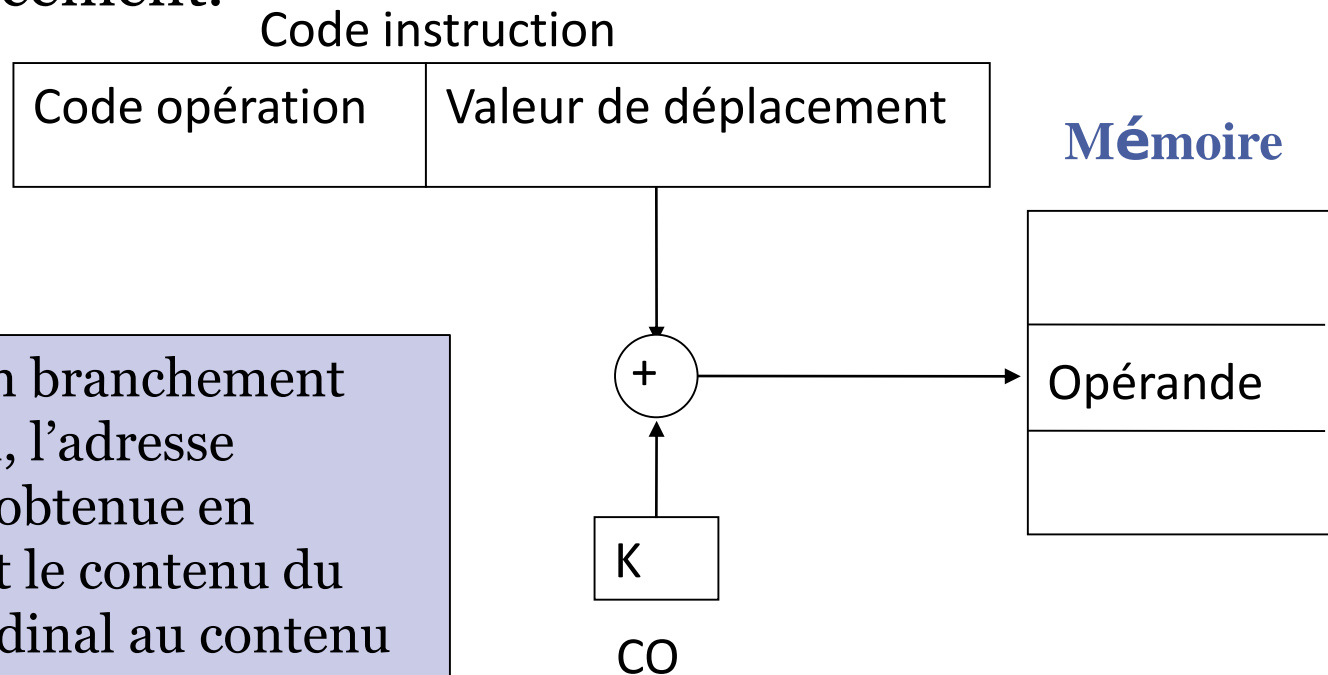 cement.
Code instruction
Code opération
Valeur de déplacement
Mémoire
branchement
l’adresse
obtenue en
le contenu du
dinal au contenu
+
Opérande
K
CO